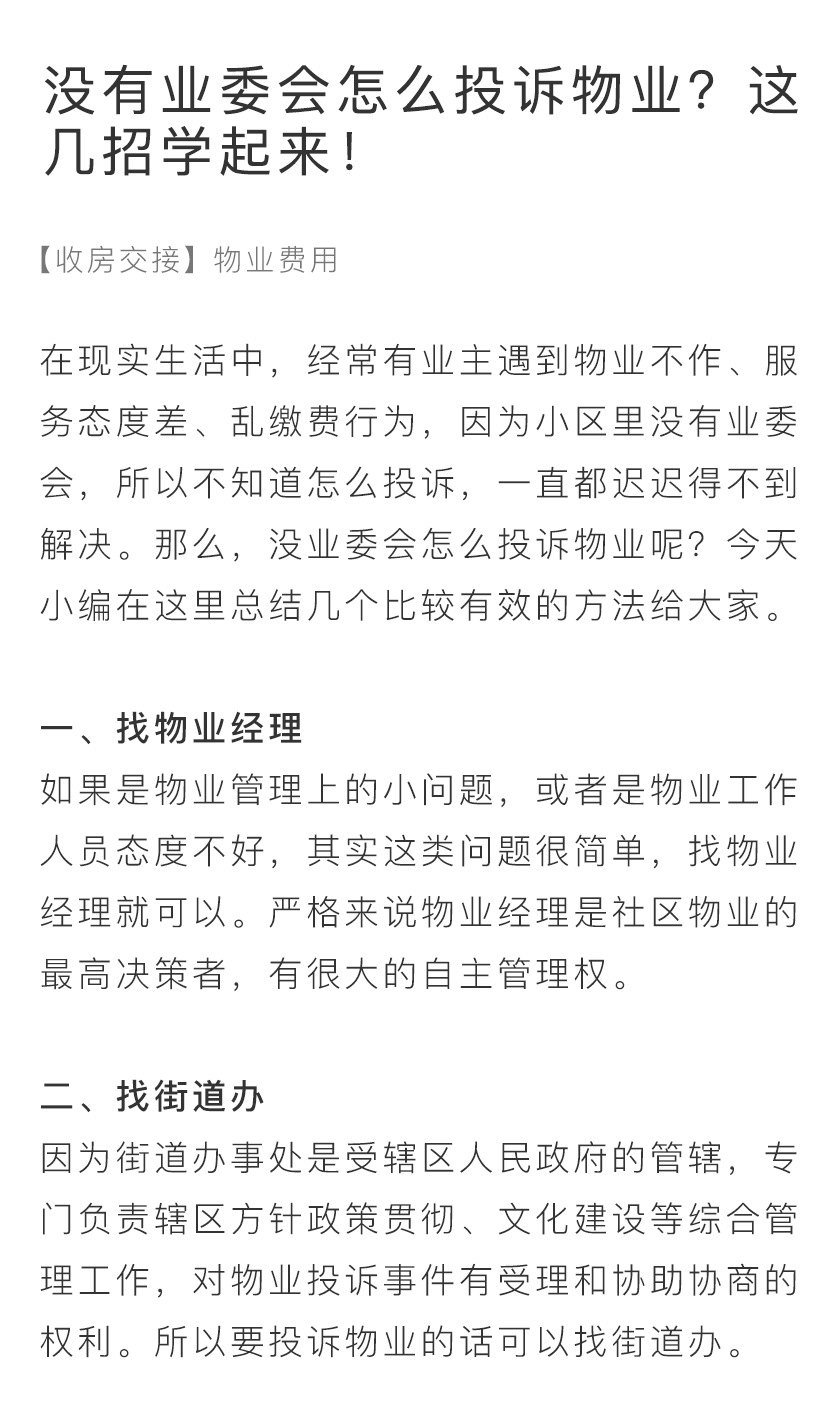 没有业委会怎么投诉物业？这
几招学起来！
【收房交接】物业费用
在现实生活中，经常有业主遇到物业不作、服
务态度差、乱缴费行为，因为小区里没有业委
会，所以不知道怎么投诉，一直都迟迟得不到
解决。那么，没业委会怎么投诉物业呢？今天
小编在这里总结几个比较有效的方法给大家。
一、找物业经理
如果是物业管理上的小问题，或者是物业工作
人员态度不好，其实这类问题很简单，找物业
经理就可以。严格来说物业经理是社区物业的
最高决策者，有很大的自主管理权。
二、找街道办
因为街道办事处是受辖区人民政府的管辖，专
门负责辖区方针政策贯彻、文化建设等综合管
理工作，对物业投诉事件有受理和协助协商的
权利。所以要投诉物业的话可以找街道办。